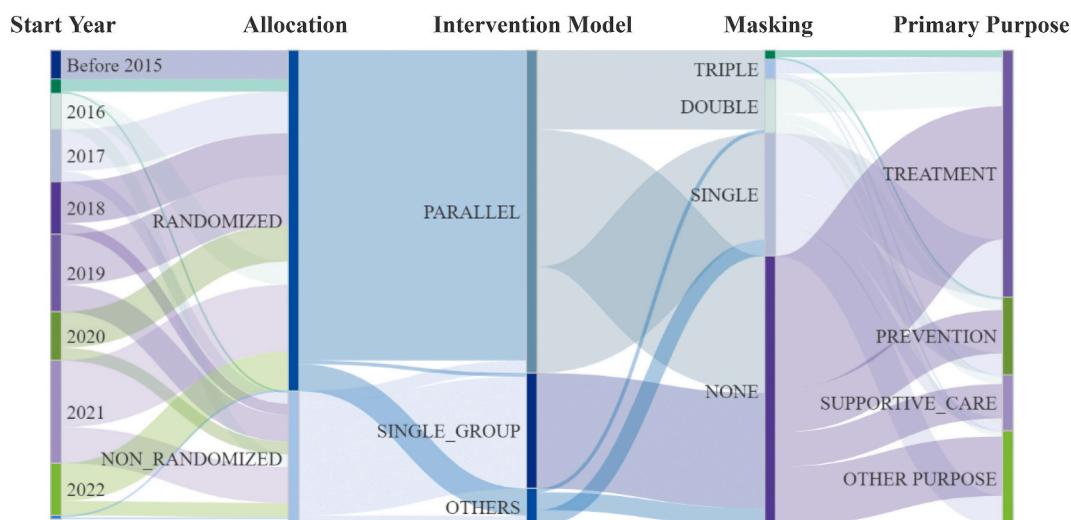 Start Year Allocation Intervention Model Masking Primary Purpose
Before 2015
2016
2017
2018
2019
2020
2021
2022
RANDOMIZED
NON_RANDOMIZED
PARALLEL
SINGLE_GROUP
OTHERS
TRIPLE
DOUBLE
SINGLE
NONE
TREATMENT
PREVENTION
SUPPORTIVE_CARE
OTHER PURPOSE